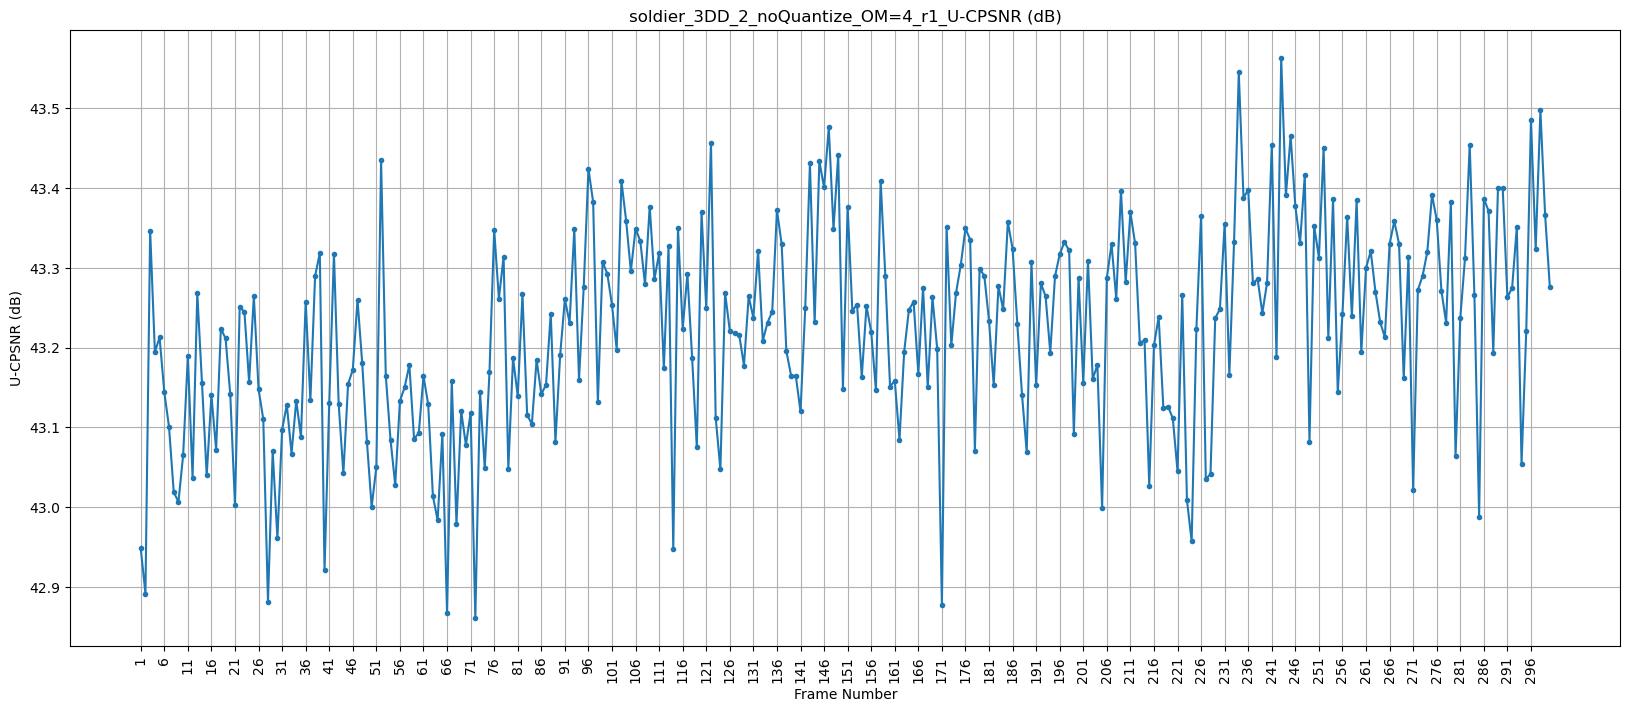 soldier_3DD_2_noQuantize_OM=4_r1_U-CPSNR (dB)
U-CPSNR (dB)
43.5
43.4
43.3
43.2
43.1
43.0
42.9
1 6 11 16 21 26 31 36 41 46 51 56 61 66 71 76 81 86 91 96 101 106 111 116 121 126 131 136 141 146 151 156 161 166 171 176 181 186 191 196 201 206 211 216 221 226 231 236 241 246 251 256 261 266 271 276 281 286 291 296
Frame Number